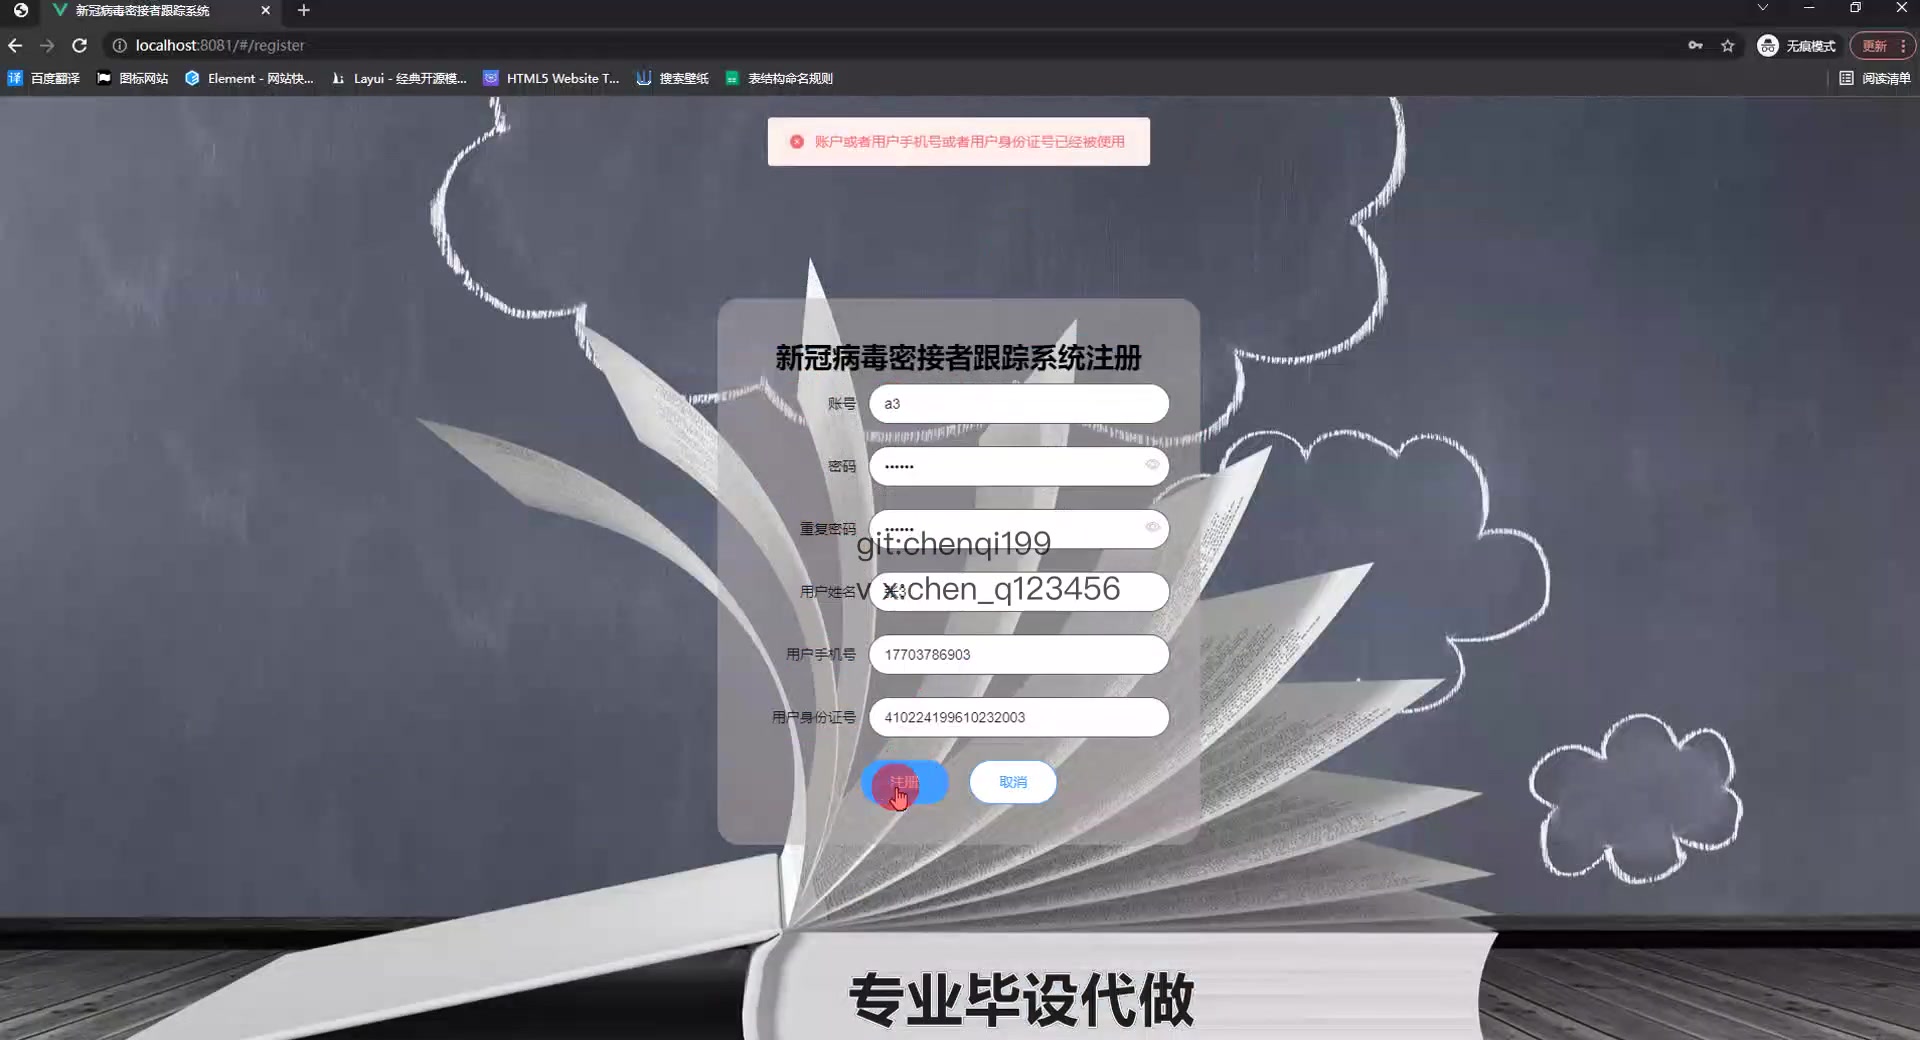 新冠病毒密接者跟踪系统
localhost:8081/#/register
无痕模式
更新
百度翻译
图标网站
Element - 网站快...
Layui - 经典开源模...
HTML5 Website T...
搜索壁纸
表结构命名规则
阅读清单
账户或者用户手机号或者用户身份证号已经被使用
新冠病毒密接者跟踪系统注册
账号
a3
密码
••••••
重复密码
••••••
git:chenqi199
用户姓名
v x:chen_q123456
用户手机号
17703786903
用户身份证号
410224199610232003
注册
取消
专业毕设代做